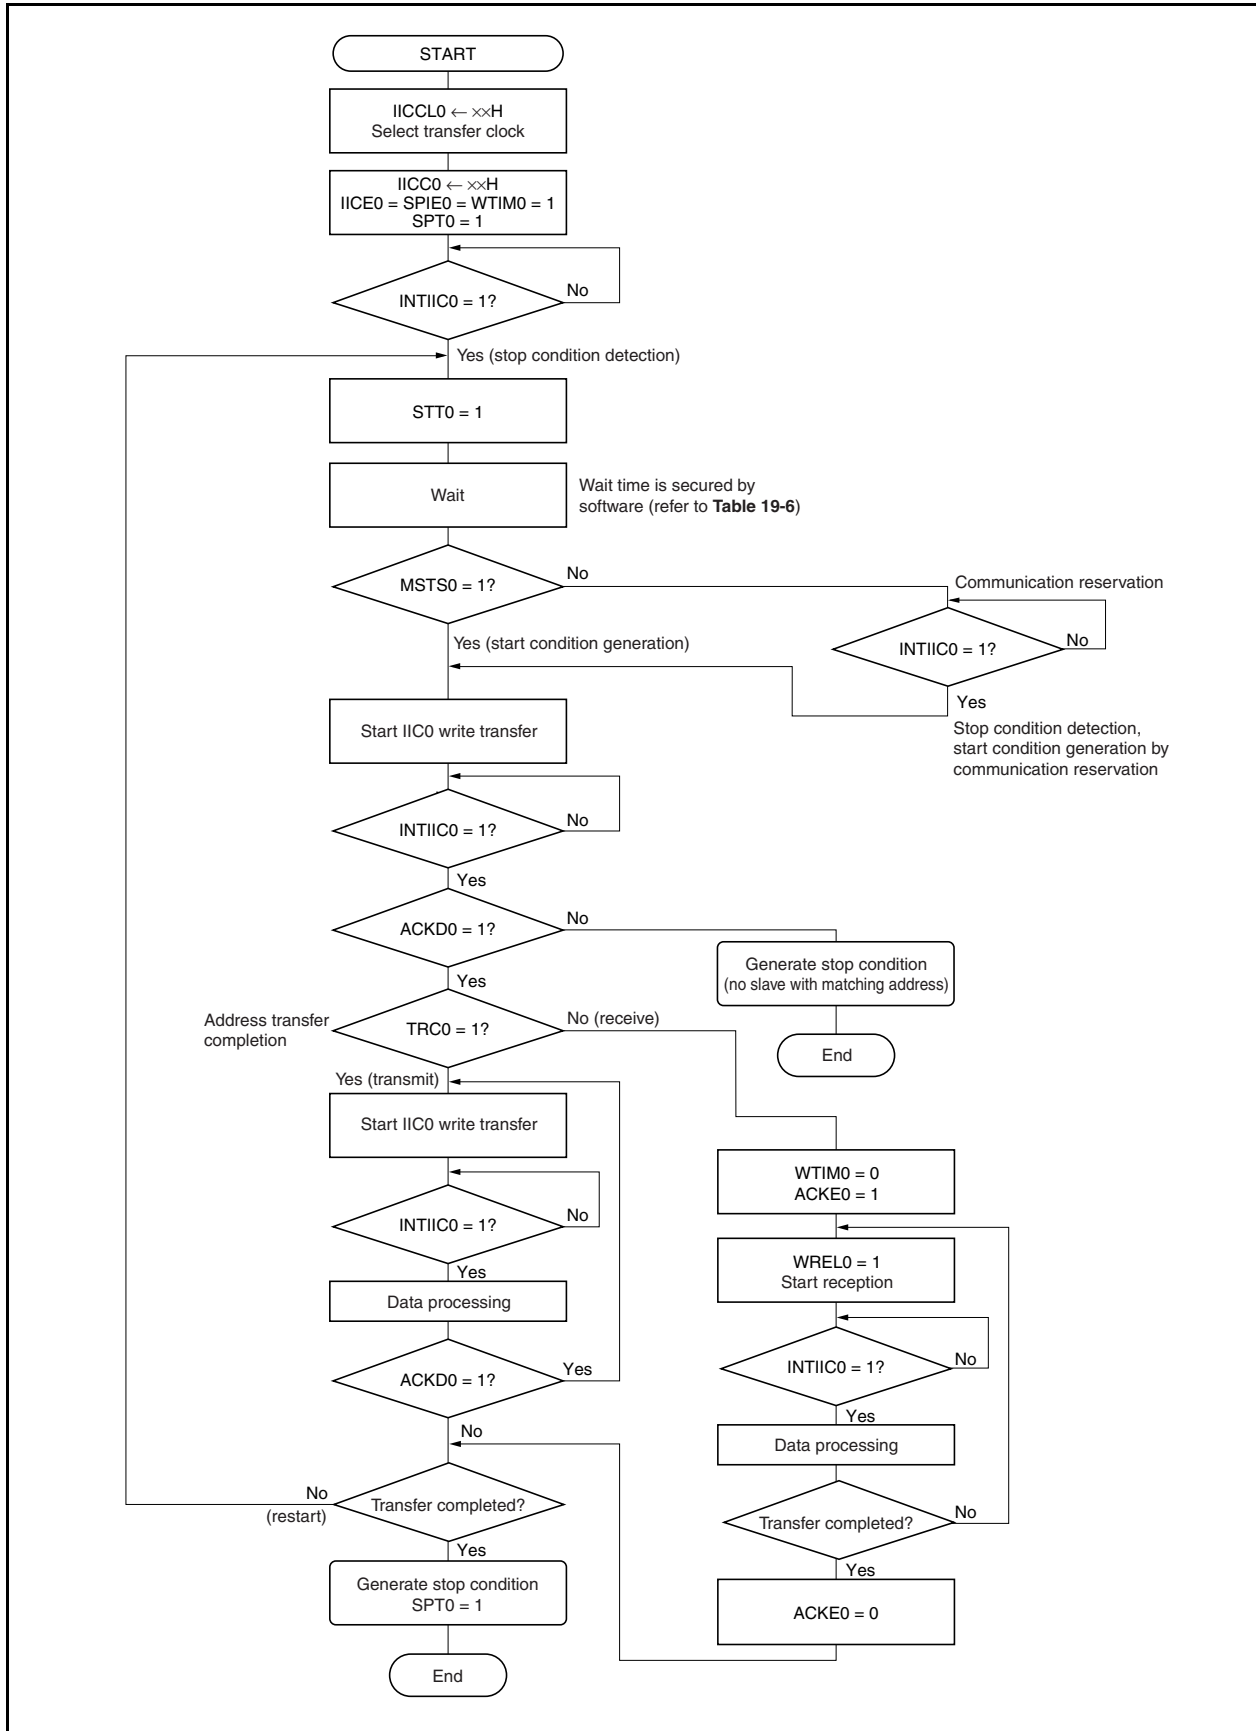 START
IICCL0 ← ××H
Select transfer clock
IICC0 ← ××H
IICE0 = SPIE0 = WTIM0 = 1
SPT0 = 1
INTIIC0 = 1?
No
Yes (stop condition detection)
STT0 = 1
Wait
Wait time is secured by
software (refer to Table 19-6)
MSTS0 = 1?
No
Communication reservation
INTIIC0 = 1?
No
Yes (start condition generation)
Yes
Stop condition detection,
start condition generation by
communication reservation
Start IIC0 write transfer
INTIIC0 = 1?
No
Yes
ACKD0 = 1?
No
Generate stop condition
(no slave with matching address)
End
Yes
Address transfer
completion
TRC0 = 1?
No (receive)
Yes (transmit)
Start IIC0 write transfer
INTIIC0 = 1?
No
Yes
Data processing
ACKD0 = 1?
Yes
No
WTIM0 = 0
ACKE0 = 1
WREL0 = 1
Start reception
INTIIC0 = 1?
No
Yes
Data processing
Transfer completed?
No
Yes
ACKE0 = 0
Transfer completed?
No
(restart)
Yes
Generate stop condition
SPT0 = 1
End